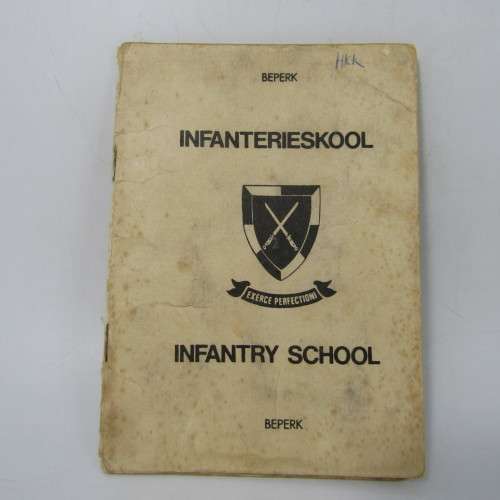 BEPERK
INFANTERIESKOOL
EXERCE PERFECTIONI
INFANTRY SCHOOL
BEPERK